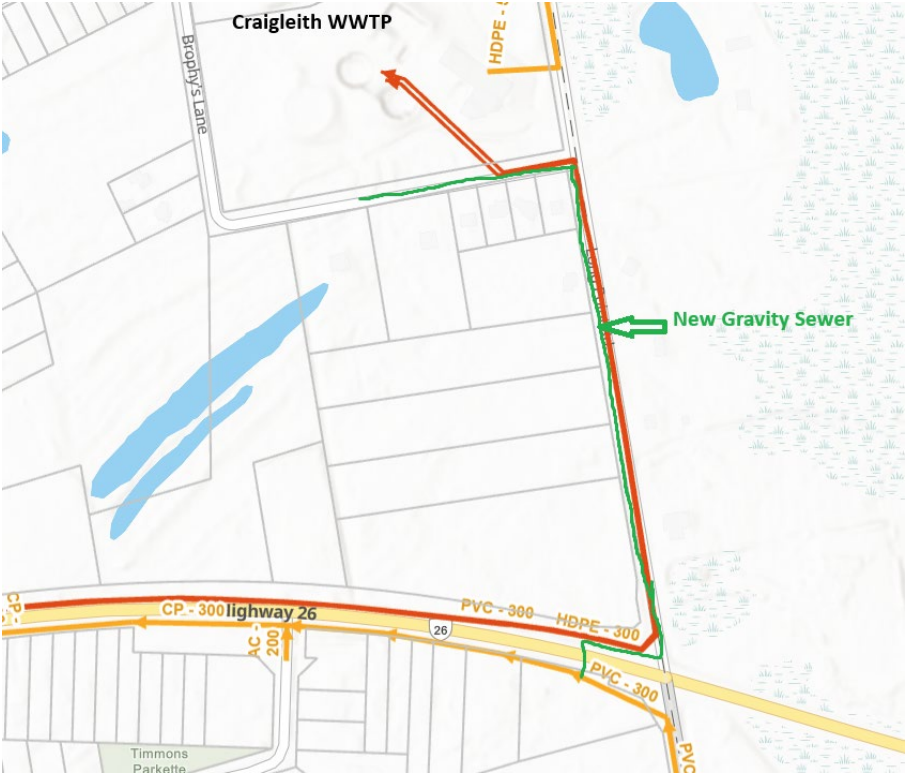 Craigleith WWTP
HDPE -
Brophy's Lane
New Gravity Sewer
CP -
CP - 300
lighway 26
PVC - 300
HDPE - 300
26
AC -
200
PVC - 300
PVC
Timmons
Parkette